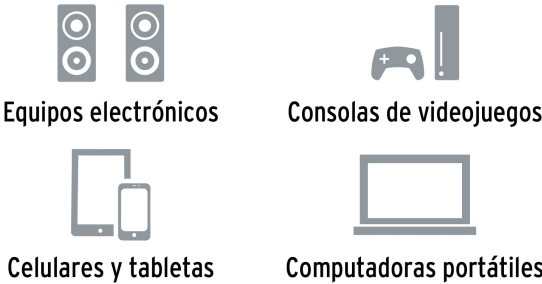 Equipos electrónicos
Consolas de videojuegos
Celulares y tabletas
Computadoras portátiles